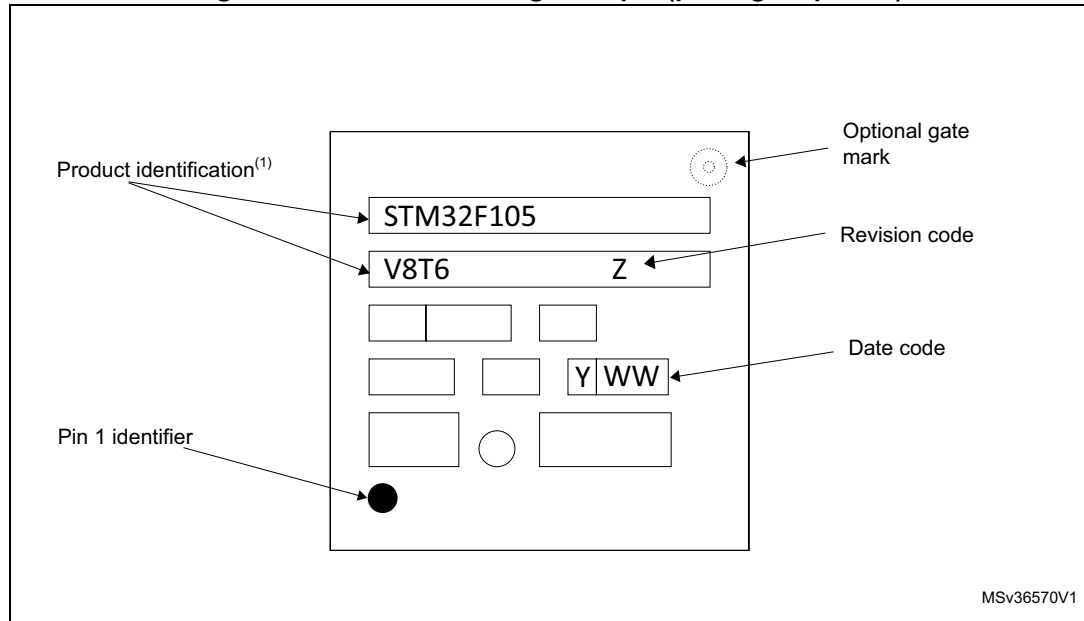 Optional gate
mark
Product identification(1)
STM32F105
Revision code
V8T6 Z
Date code
Y WW
Pin 1 identifier
MSv36570V1